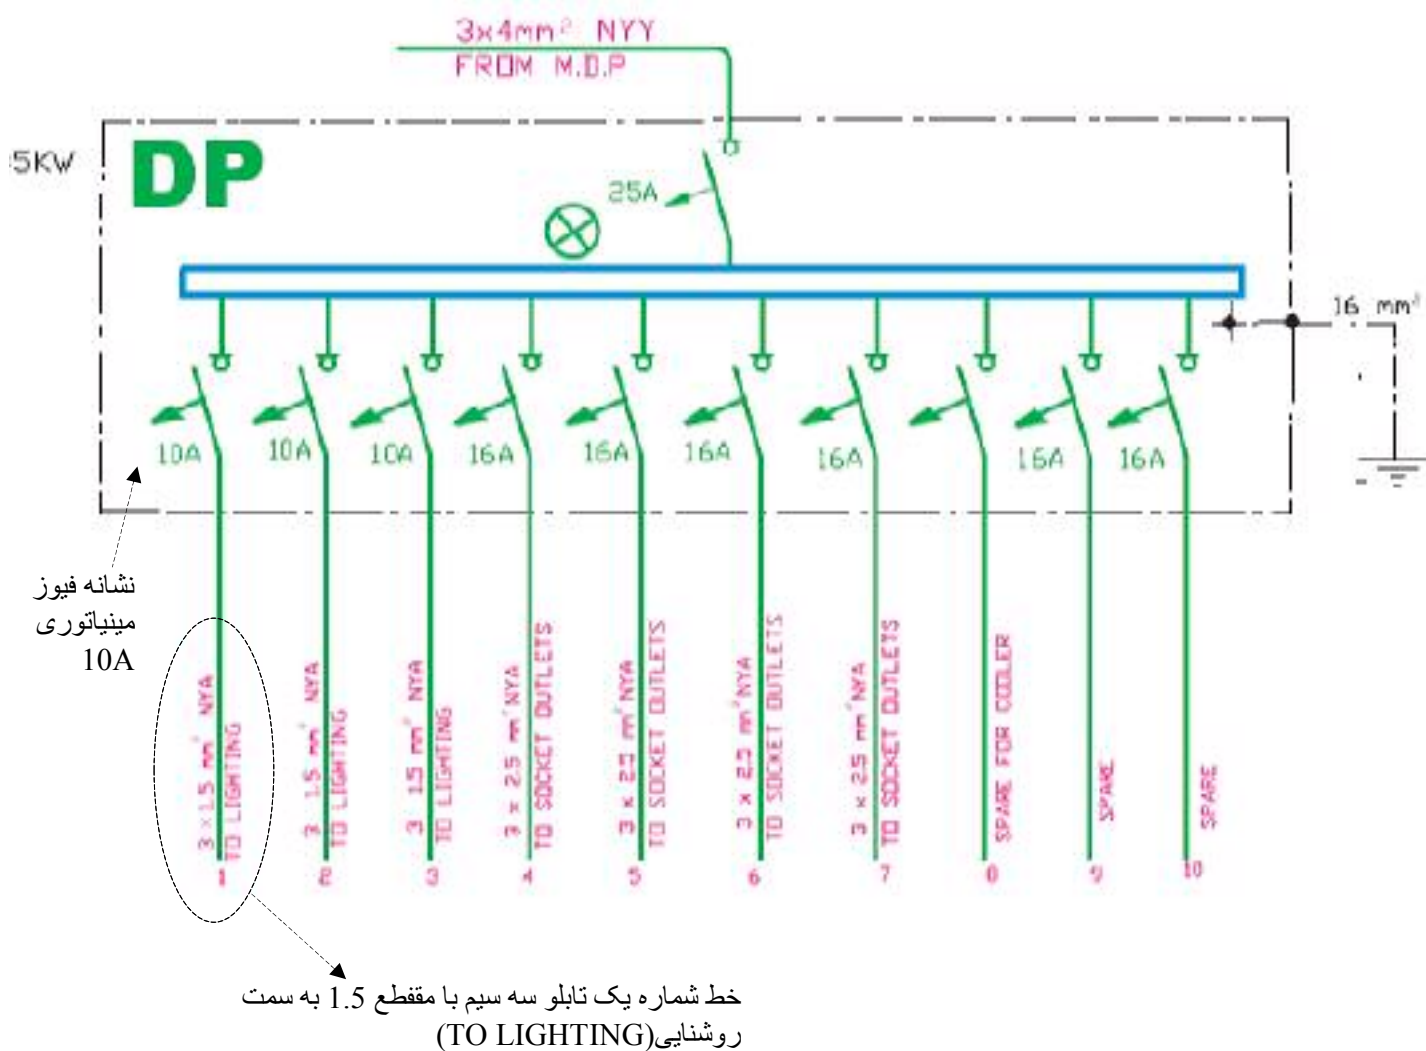 3x4mm² NYY
FROM M.D.P
5KW
DP
25A
16 mm²
10A
10A
10A
16A
16A
16A
16A
16A
16A
نشانه فیوز
مینیاتوری
10A
3 × 1.5 mm² NYA
TO LIGHTING
3 1.5 mm² NYA
TO LIGHTING
3 1.5 mm² NYA
TO LIGHTING
3 x 2.5 mm² NYA
TO SOCKET OUTLETS
3 x 2.5 mm² NYA
TO SOCKET OUTLETS
3 x 2.5 mm² NYA
TO SOCKET OUTLETS
3 x 2.5 mm² NYA
TO SOCKET OUTLETS
SPARE FOR COOLER
SPARE
SPARE
1 2 3 4 5 6 7 8 9 10
خط شماره یک تابلو سه سیم با مقفطع 1.5 به سمت
روشنایی(TO LIGHTING)